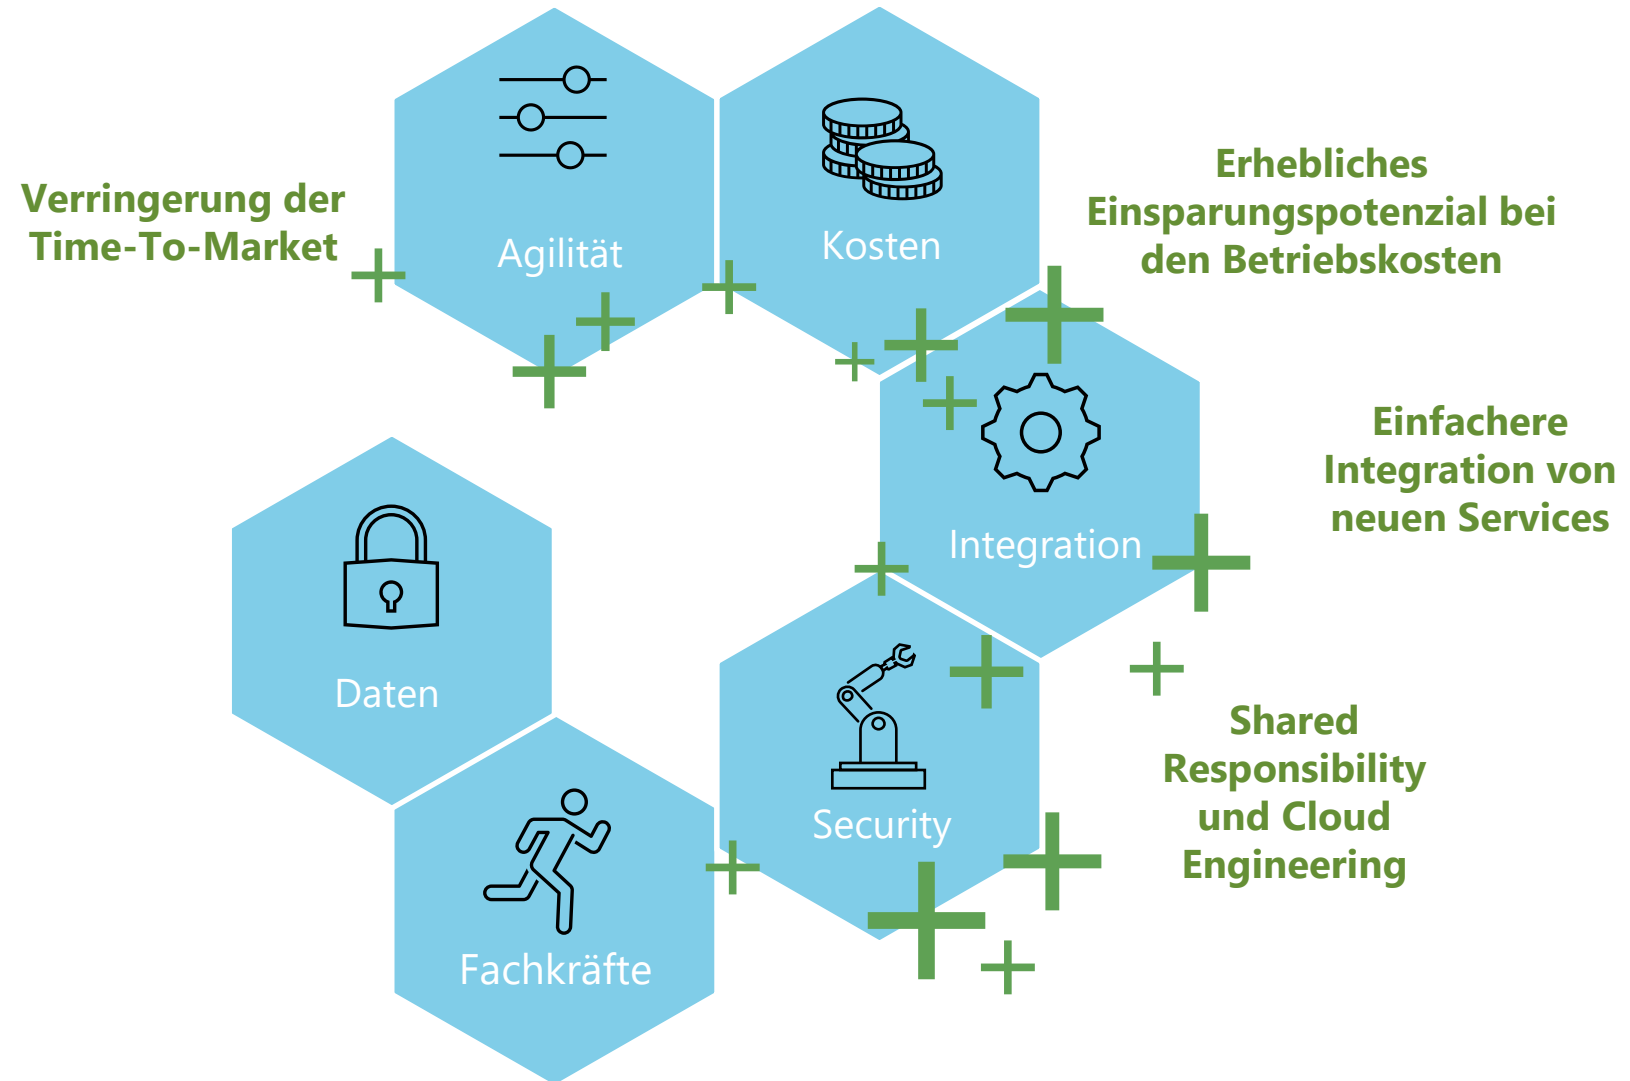 Verringerung der
Time-To-Market
Agilität
Kosten
Erhebliches
Einsparungspotenzial bei
den Betriebskosten
Einfachere
Integration von
neuen Services
Integration
Daten
Security
Shared
Responsibility
und Cloud
Engineering
Fachkräfte